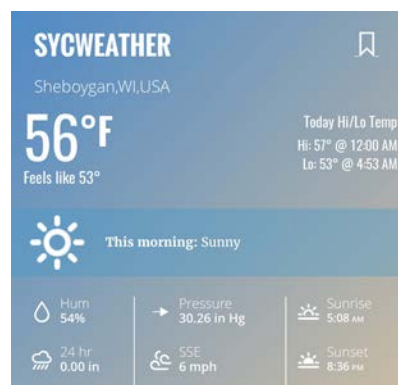 SYCWEATHER
Sheboygan,WI,USA
56°F
Feels like 53°
Today Hi/Lo Temp
Hi: 57° @ 12:00 AM
Lo: 53° @ 4:53 AM
This morning: Sunny
Hum
54%
Pressure
30.26 in Hg
Sunrise
5:08 AM
24 hr
0.00 in
SSE
6 mph
Sunset
8:36 PM